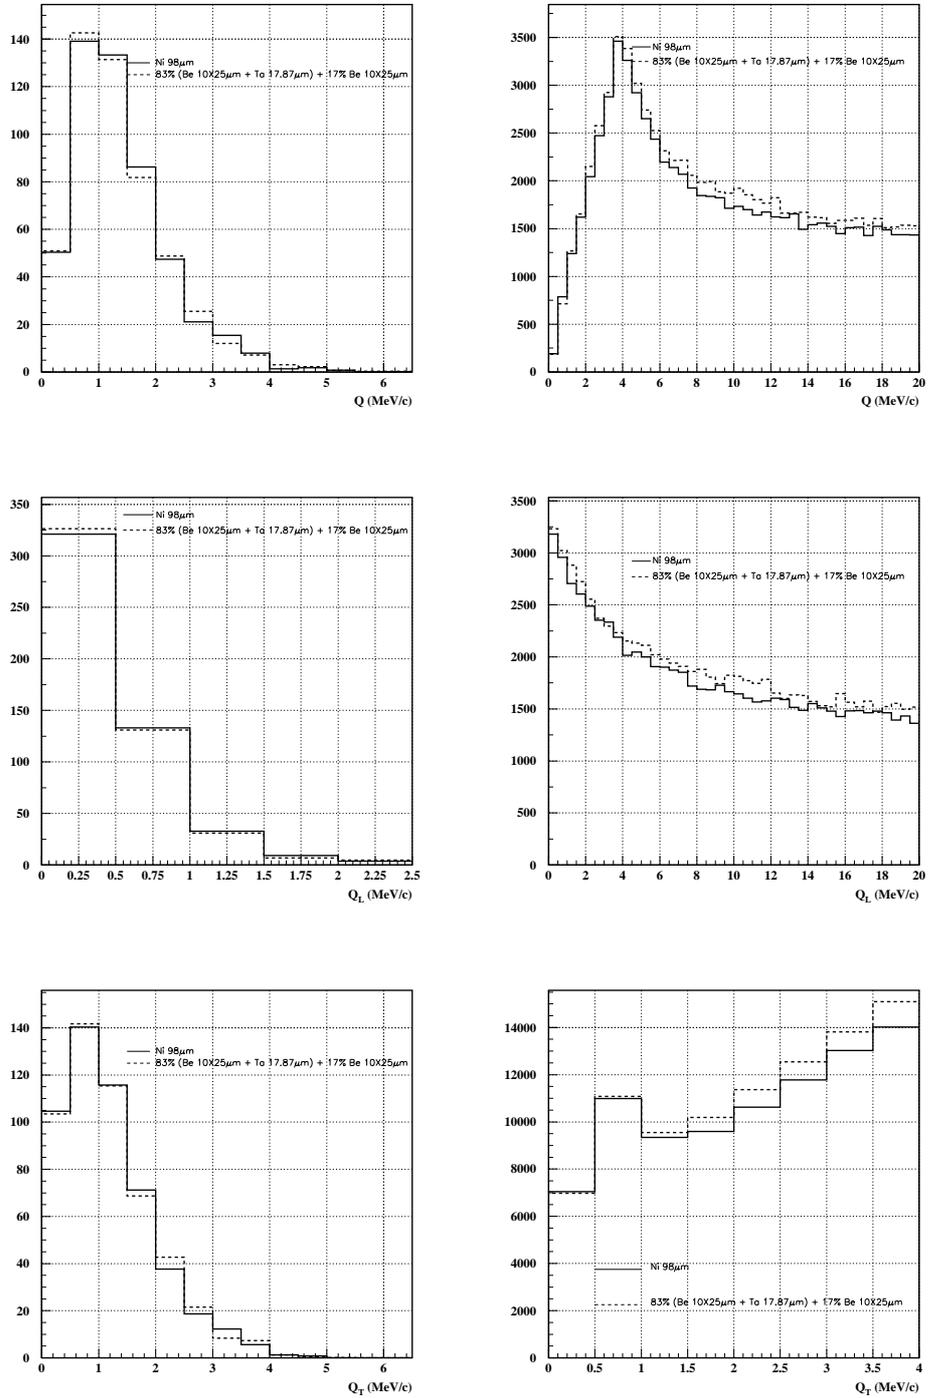 140
120
100
80
60
40
20
0
Ni 98μm
83% (Be 10X25μm + Ta 17.87μm) + 17% Be 10X25μm
0 1 2 3 4 5 6
Q (MeV/c)
3500
3000
2500
2000
1500
1000
500
0
Ni 98μm
83% (Be 10X25μm + Ta 17.87μm) + 17% Be 10X25μm
0 2 4 6 8 10 12 14 16 18 20
Q (MeV/c)
350
300
250
200
150
100
50
0
Ni 98μm
83% (Be 10X25μm + Ta 17.87μm) + 17% Be 10X25μm
0 0.25 0.5 0.75 1 1.25 1.5 1.75 2 2.25 2.5
Q_L (MeV/c)
3500
3000
2500
2000
1500
1000
500
0
Ni 98μm
83% (Be 10X25μm + Ta 17.87μm) + 17% Be 10X25μm
0 2 4 6 8 10 12 14 16 18 20
Q_L (MeV/c)
140
120
100
80
60
40
20
0
Ni 98μm
83% (Be 10X25μm + Ta 17.87μm) + 17% Be 10X25μm
0 1 2 3 4 5 6
Q_T (MeV/c)
14000
12000
10000
8000
6000
4000
2000
0
Ni 98μm
83% (Be 10X25μm + Ta 17.87μm) + 17% Be 10X25μm
0 0.5 1 1.5 2 2.5 3 3.5 4
Q_T (MeV/c)